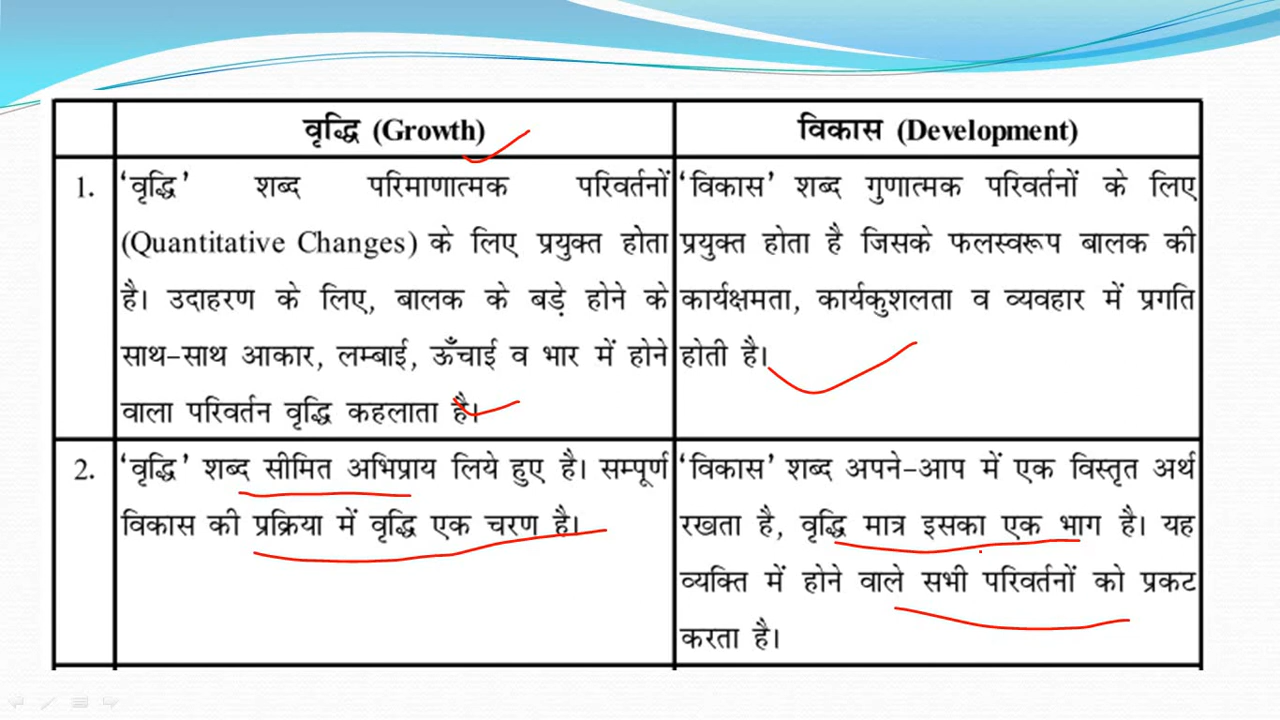 वृद्धि (Growth)
विकास (Development)
1.
‘वृद्धि’ शब्द परिमाणात्मक परिवर्तनों
(Quantitative Changes) के लिए प्रयुक्त होता
है। उदाहरण के लिए, बालक के बड़े होने के
साथ-साथ आकार, लम्बाई, ऊँचाई व भार में होने
वाला परिवर्तन वृद्धि कहलाता है।
‘विकास’ शब्द गुणात्मक परिवर्तनों के लिए
प्रयुक्त होता है जिसके फलस्वरूप बालक की
कार्यक्षमता, कार्यकुशलता व व्यवहार में प्रगति
होती है।
2.
‘वृद्धि’ शब्द सीमित अभिप्राय लिये हुए है। सम्पूर्ण
विकास की प्रक्रिया में वृद्धि एक चरण है।
‘विकास’ शब्द अपने-आप में एक विस्तृत अर्थ
रखता है, वृद्धि मात्र इसका एक भाग है। यह
व्यक्ति में होने वाले सभी परिवर्तनों को प्रकट
करता है।